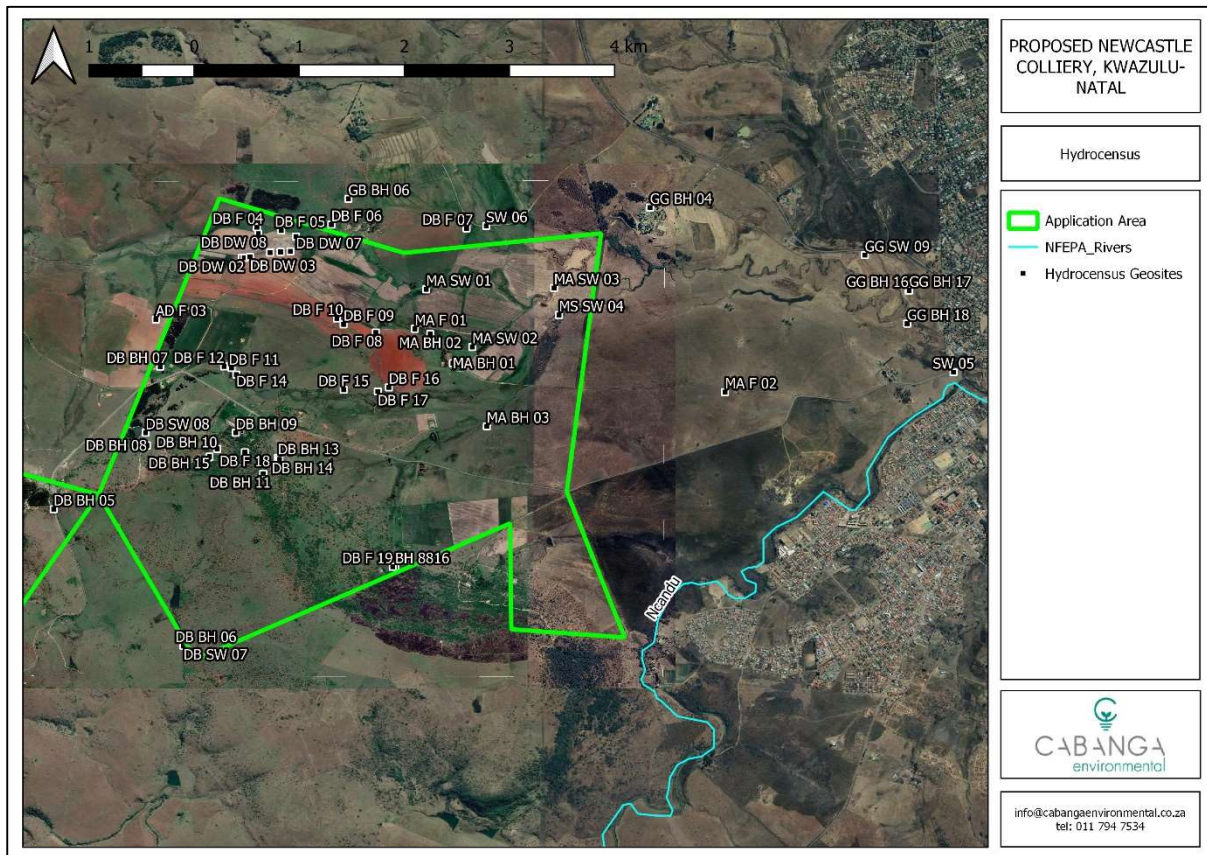 1 0 1 2 3 4 km
GB BH 06
GG BH 04
DB F 04
DB F 05
DB F 06
DB F 07
SW 06
DB DW 08
DB DW 07
DB DW 02
DB DW 03
GG SW 09
MA SW 01
MA SW 03
GG BH 16
GG BH 17
AD F 03
MS SW 04
DB F 10
DB F 09
MA F 01
GG BH 18
DB F 08
MA BH 02
MA SW 02
DB BH 07
DB F 12
DB F 11
MA BH 01
SW 05
DB F 14
DB F 15
DB F 16
MA F 02
DB F 17
DB SW 08
DB BH 09
MA BH 03
DB BH 08
DB BH 10
DB BH 13
DB BH 15
DB F 18
DB BH 14
DB BH 11
DB BH 05
DB F 19
BH 8816
Ncandu
DB BH 06
DB SW 07
PROPOSED NEWCASTLE
COLLIERY, KWAZULU-
NATAL
Hydrocensus
Application Area
NFEPA_Rivers
Hydrocensus Geosites
CABANGA
environmental
info@cabangaenvironmental.co.za
tel: 011 794 7534